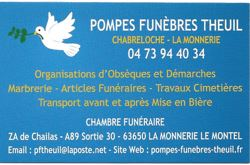 POMPES FUNÈBRES THEUIL
CHABRELOCHE - LA MONNERIE
04 73 94 40 34
Organisations d'Obsèques et Démarches
Marbrerie - Articles Funéraires - Travaux Cimetières
Transport avant et après Mise en Bière
CHAMBRE FUNÉRAIRE
ZA de Chailas - A89 Sortie 30 - 63650 LA MONNERIE LE MONTEL
Email : pftheuil@laposte.net - Site Web : pompes-funebres-theuil.fr